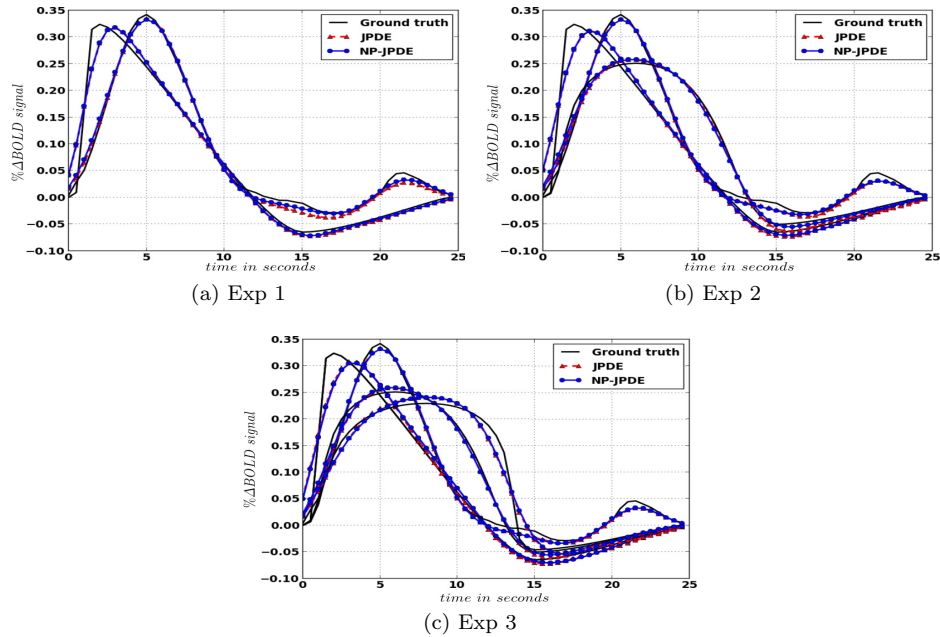 0.35
0.30
0.25
0.20
0.15
0.10
0.05
0.00
−0.05
−0.10
%ΔBOLD signal
Ground truth
JPDE
NP-JPDE
0 5 10 15 20 25
time in seconds
(a) Exp 1
0.35
0.30
0.25
0.20
0.15
0.10
0.05
0.00
−0.05
−0.10
%ΔBOLD signal
Ground truth
JPDE
NP-JPDE
0 5 10 15 20 25
time in seconds
(b) Exp 2
0.35
0.30
0.25
0.20
0.15
0.10
0.05
0.00
−0.05
−0.10
%ΔBOLD signal
Ground truth
JPDE
NP-JPDE
0 5 10 15 20 25
time in seconds
(c) Exp 3